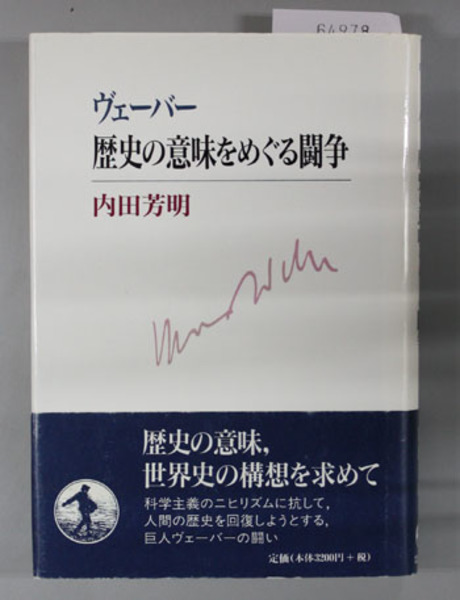 64978
ヴェーバー
歴史の意味をめぐる闘争
内田芳明
Max Weber
歴史の意味,
世界史の構想を求めて
科学主義のニヒリズムに抗して,
人間の歴史を回復しようとする,
巨人ヴェーバーの闘い
定価(本体3200円+税)